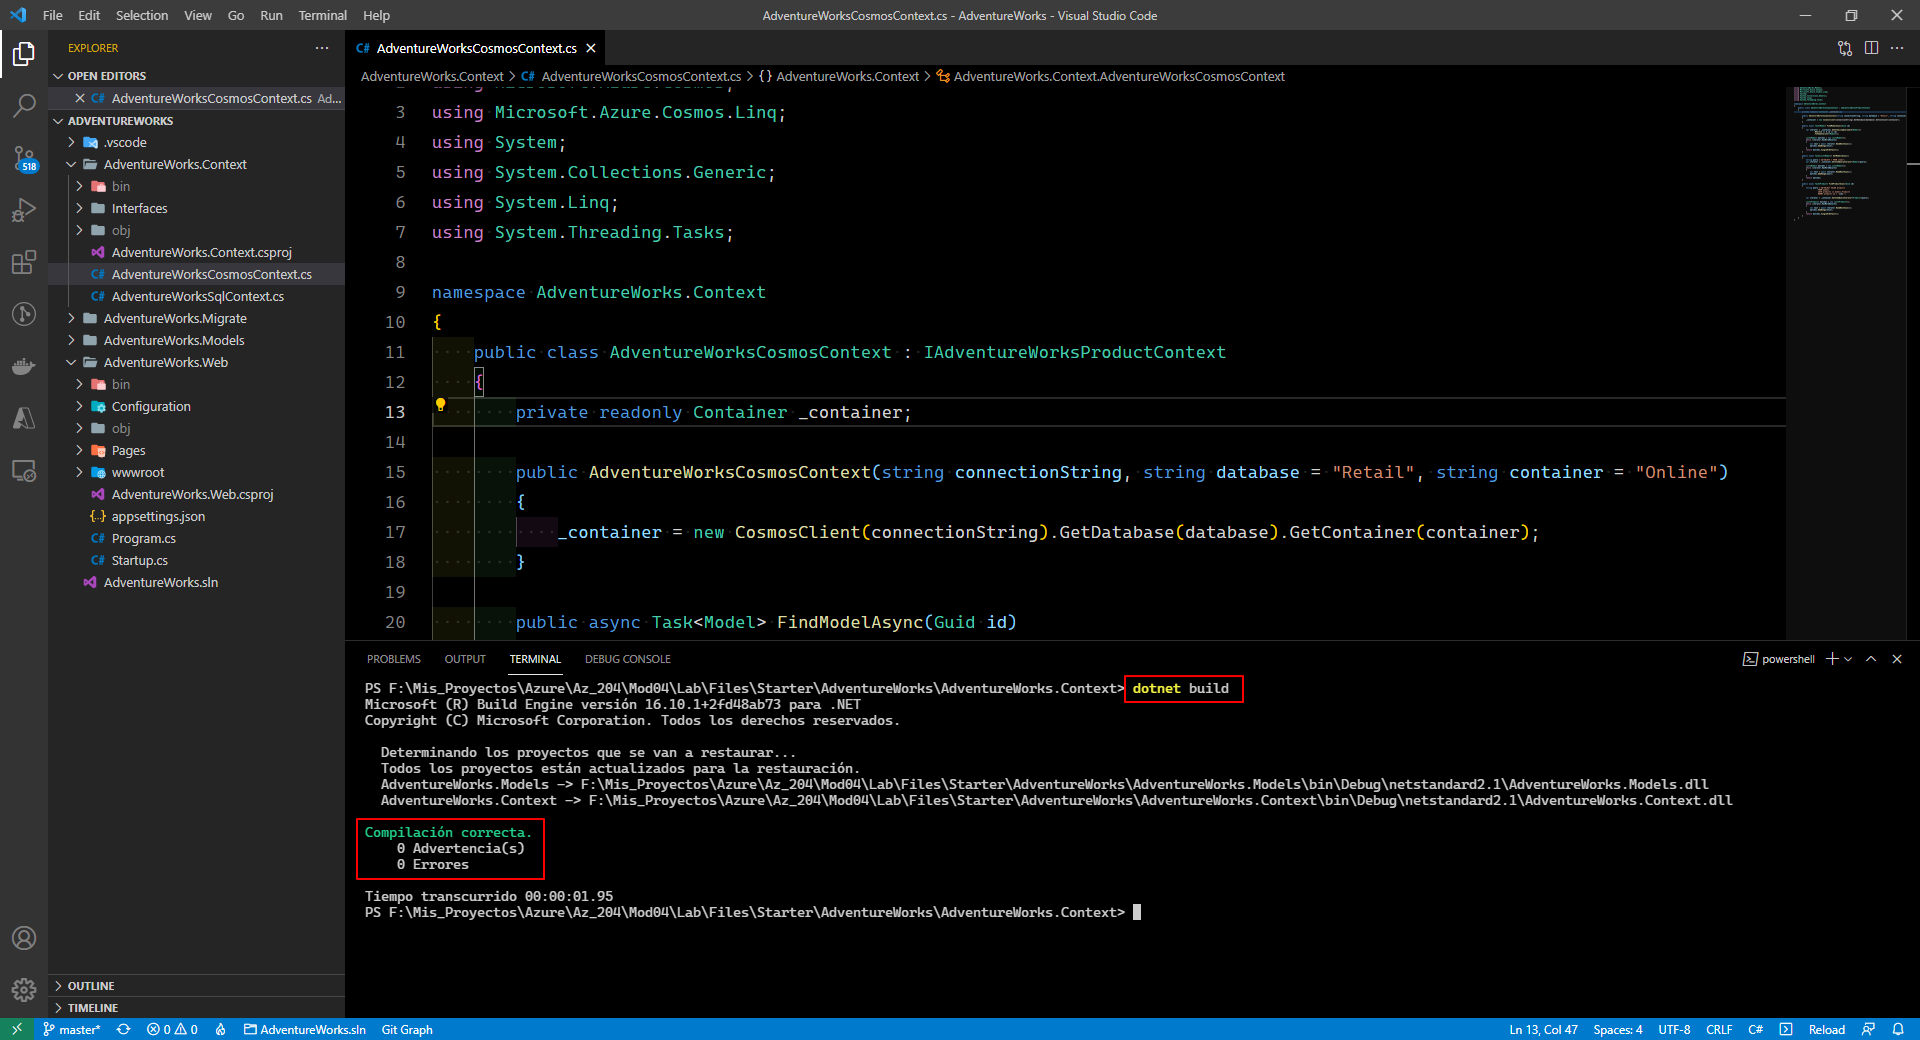 File Edit Selection View Go Run Terminal Help
AdventureWorksCosmosContext.cs - AdventureWorks - Visual Studio Code
EXPLORER
OPEN EDITORS
AdventureWorksCosmosContext.cs Ad...
ADVENTUREWORKS
.vscode
AdventureWorks.Context
bin
Interfaces
obj
AdventureWorks.Context.csproj
C# AdventureWorksCosmosContext.cs
C# AdventureWorksSqlContext.cs
AdventureWorks.Migrate
AdventureWorks.Models
AdventureWorks.Web
bin
Configuration
obj
Pages
wwwroot
AdventureWorks.Web.csproj
{..} appsettings.json
C# Program.cs
C# Startup.cs
AdventureWorks.sln
OUTLINE
TIMELINE
518
C# AdventureWorksCosmosContext.cs
AdventureWorks.Context > C# AdventureWorksCosmosContext.cs > {} AdventureWorks.Context > AdventureWorks.Context.AdventureWorksCosmosContext
3 using Microsoft.Azure.Cosmos.Linq;
4 using System;
5 using System.Collections.Generic;
6 using System.Linq;
7 using System.Threading.Tasks;
8
9 namespace AdventureWorks.Context
10 {
11 public class AdventureWorksCosmosContext : IAdventureWorksProductContext
12 {
13 private readonly Container _container;
14
15 public AdventureWorksCosmosContext(string connectionString, string database = "Retail", string container = "Online")
16 {
17 _container = new CosmosClient(connectionString).GetDatabase(database).GetContainer(container);
18 }
19
20 public async Task<Model> FindModelAsync(Guid id)
PROBLEMS OUTPUT TERMINAL DEBUG CONSOLE
powershell
PS F:\Mis_Proyectos\Azure\Az_204\Mod04\Lab\Files\Starter\AdventureWorks\AdventureWorks.Context> dotnet build
Microsoft (R) Build Engine versión 16.10.1+2fd48ab73 para .NET
Copyright (C) Microsoft Corporation. Todos los derechos reservados.
Determinando los proyectos que se van a restaurar...
Todos los proyectos están actualizados para la restauración.
AdventureWorks.Models -> F:\Mis_Proyectos\Azure\Az_204\Mod04\Lab\Files\Starter\AdventureWorks\AdventureWorks.Models\bin\Debug\netstandard2.1\AdventureWorks.Models.dll
AdventureWorks.Context -> F:\Mis_Proyectos\Azure\Az_204\Mod04\Lab\Files\Starter\AdventureWorks\AdventureWorks.Context\bin\Debug\netstandard2.1\AdventureWorks.Context.dll
Compilación correcta.
0 Advertencia(s)
0 Errores
Tiempo transcurrido 00:00:01.95
PS F:\Mis_Proyectos\Azure\Az_204\Mod04\Lab\Files\Starter\AdventureWorks\AdventureWorks.Context>
master* 0 0 AdventureWorks.sln Git Graph
Ln 13, Col 47 Spaces: 4 UTF-8 CRLF C# Reload